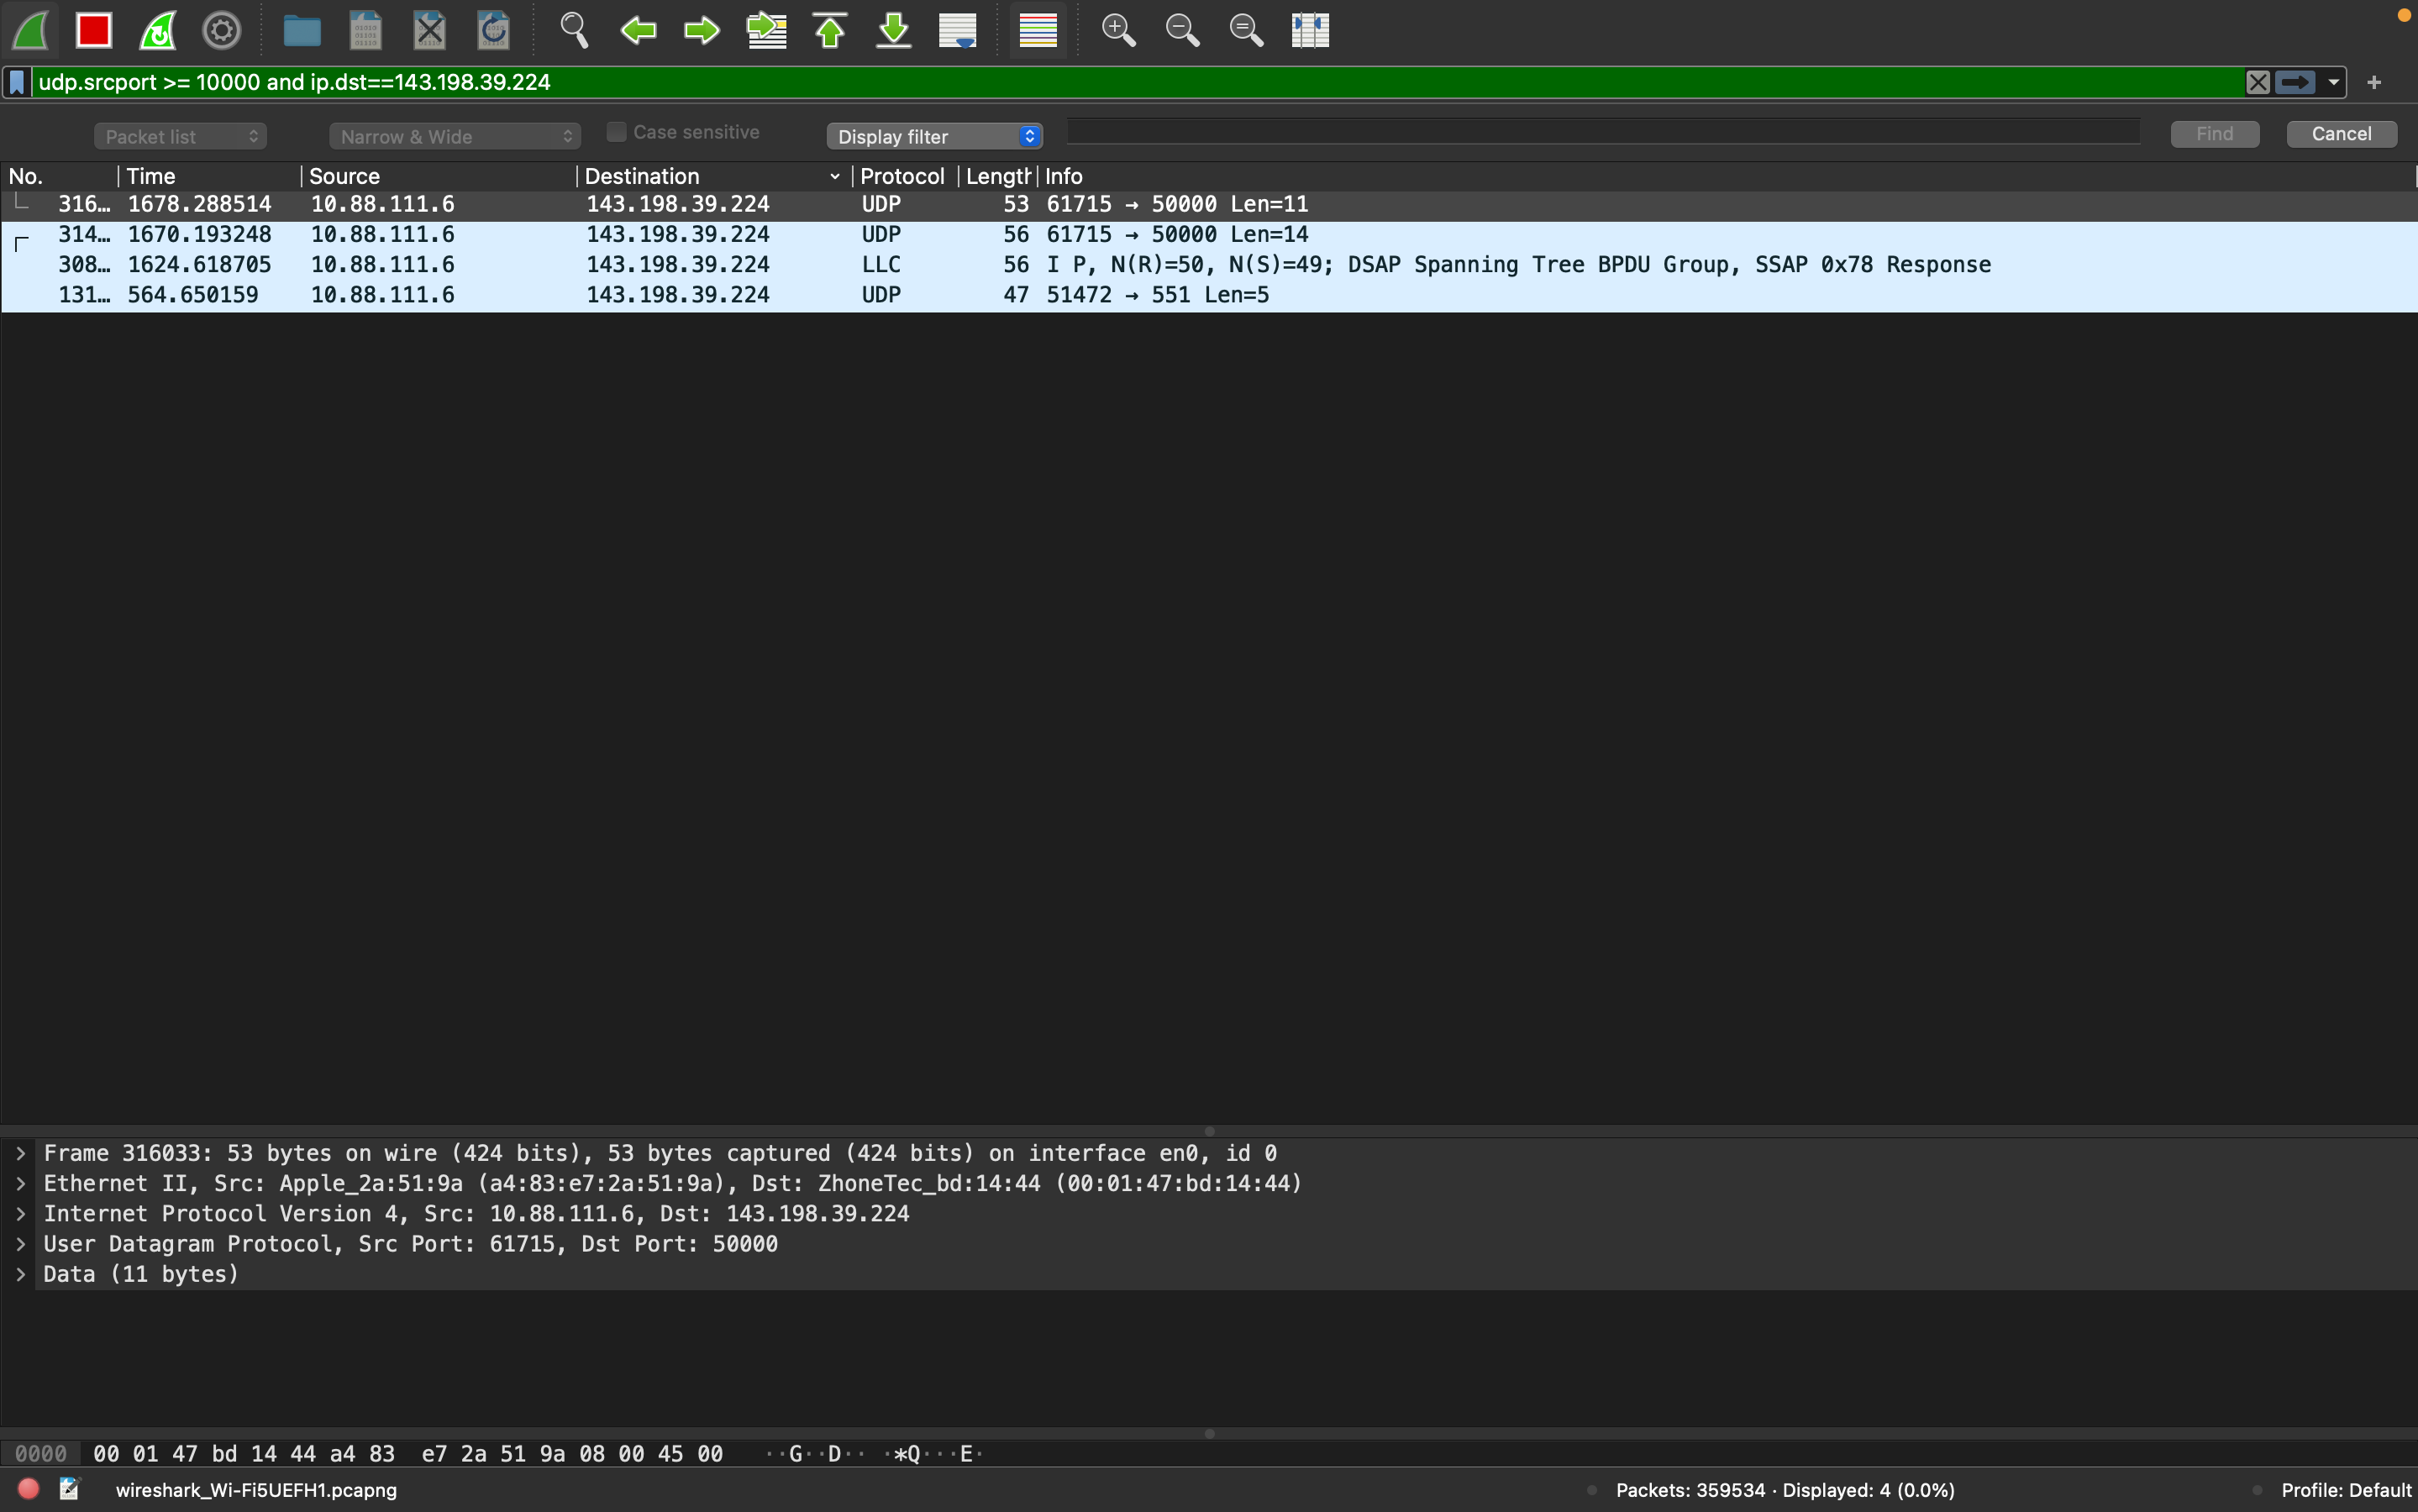 udp.srcport >= 10000 and ip.dst==143.198.39.224
Packet list Narrow & Wide Case sensitive Display filter Find Cancel
No. Time Source Destination Protocol Length Info
316… 1678.288514 10.88.111.6 143.198.39.224 UDP 53 61715 → 50000 Len=11
314… 1670.193248 10.88.111.6 143.198.39.224 UDP 56 61715 → 50000 Len=14
308… 1624.618705 10.88.111.6 143.198.39.224 LLC 56 I P, N(R)=50, N(S)=49; DSAP Spanning Tree BPDU Group, SSAP 0x78 Response
131… 564.650159 10.88.111.6 143.198.39.224 UDP 47 51472 → 551 Len=5
Frame 316033: 53 bytes on wire (424 bits), 53 bytes captured (424 bits) on interface en0, id 0
Ethernet II, Src: Apple_2a:51:9a (a4:83:e7:2a:51:9a), Dst: ZhoneTec_bd:14:44 (00:01:47:bd:14:44)
Internet Protocol Version 4, Src: 10.88.111.6, Dst: 143.198.39.224
User Datagram Protocol, Src Port: 61715, Dst Port: 50000
Data (11 bytes)
0000 00 01 47 bd 14 44 a4 83 e7 2a 51 9a 08 00 45 00 ··G··D·· ·*Q···E·
wireshark_Wi-Fi5UEFH1.pcapng Packets: 359534 · Displayed: 4 (0.0%) Profile: Default